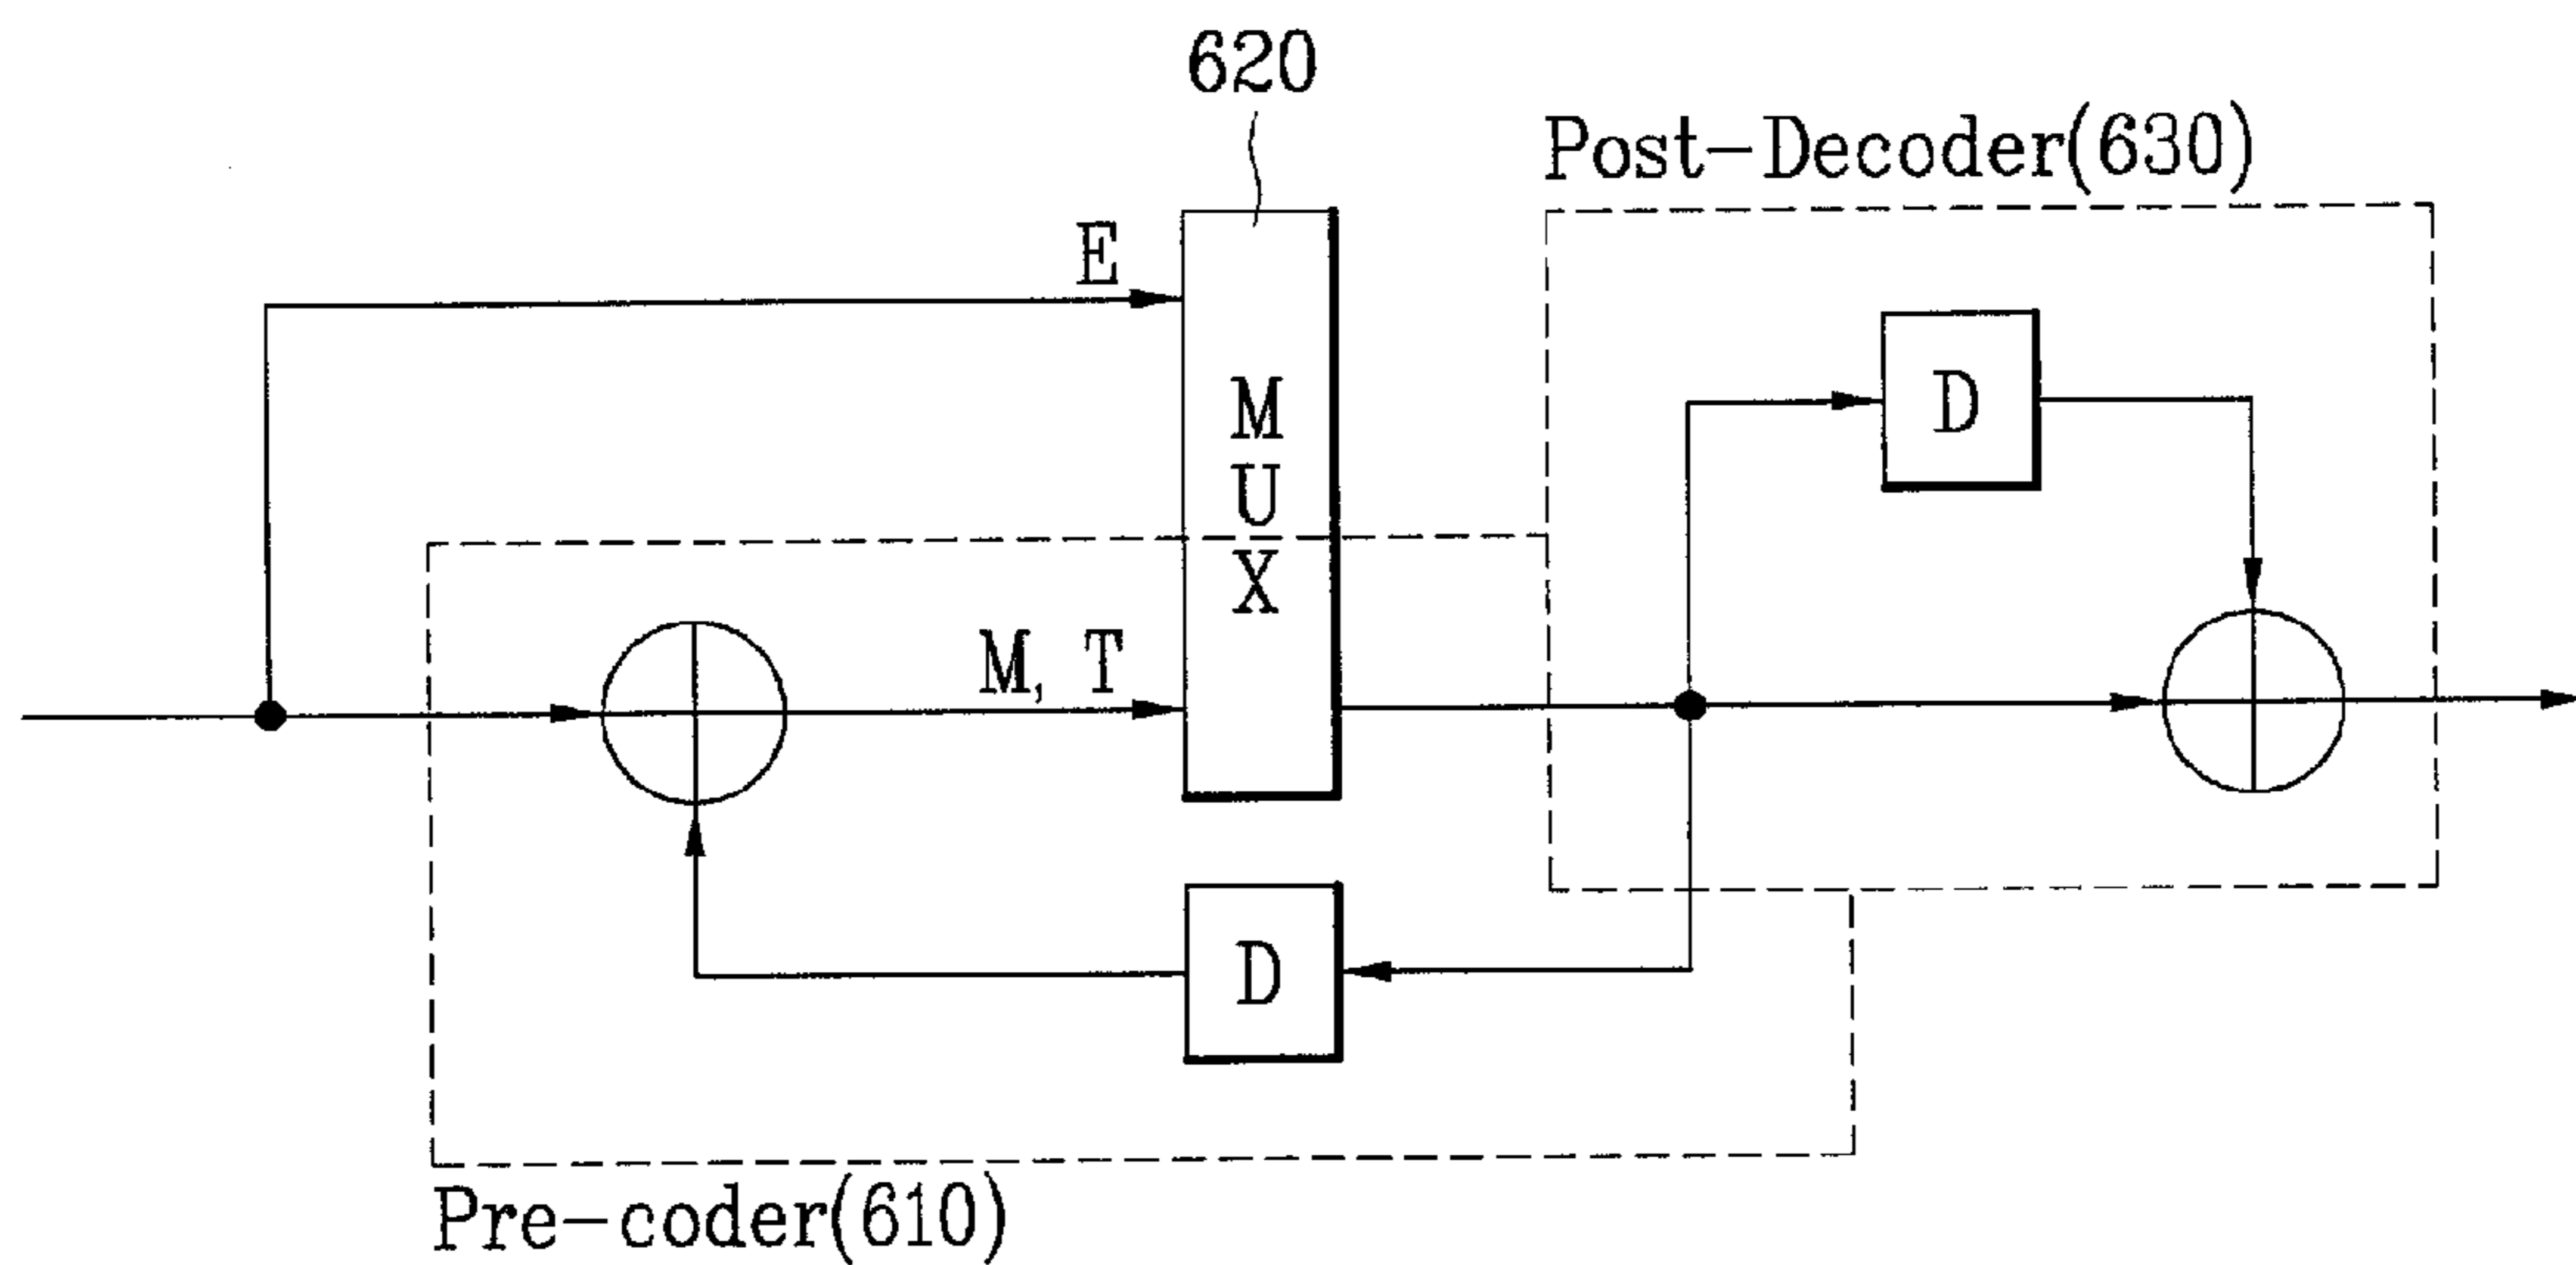 620
Post-Decoder(630)
E
M
U
X
D
M, T
D
Pre-coder(610)